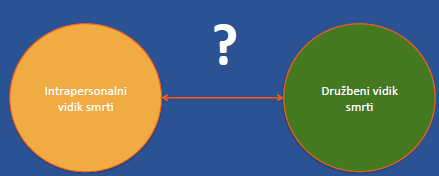 ?
Intrapersonalni
vidik smrti
Družbeni vidik
smrti